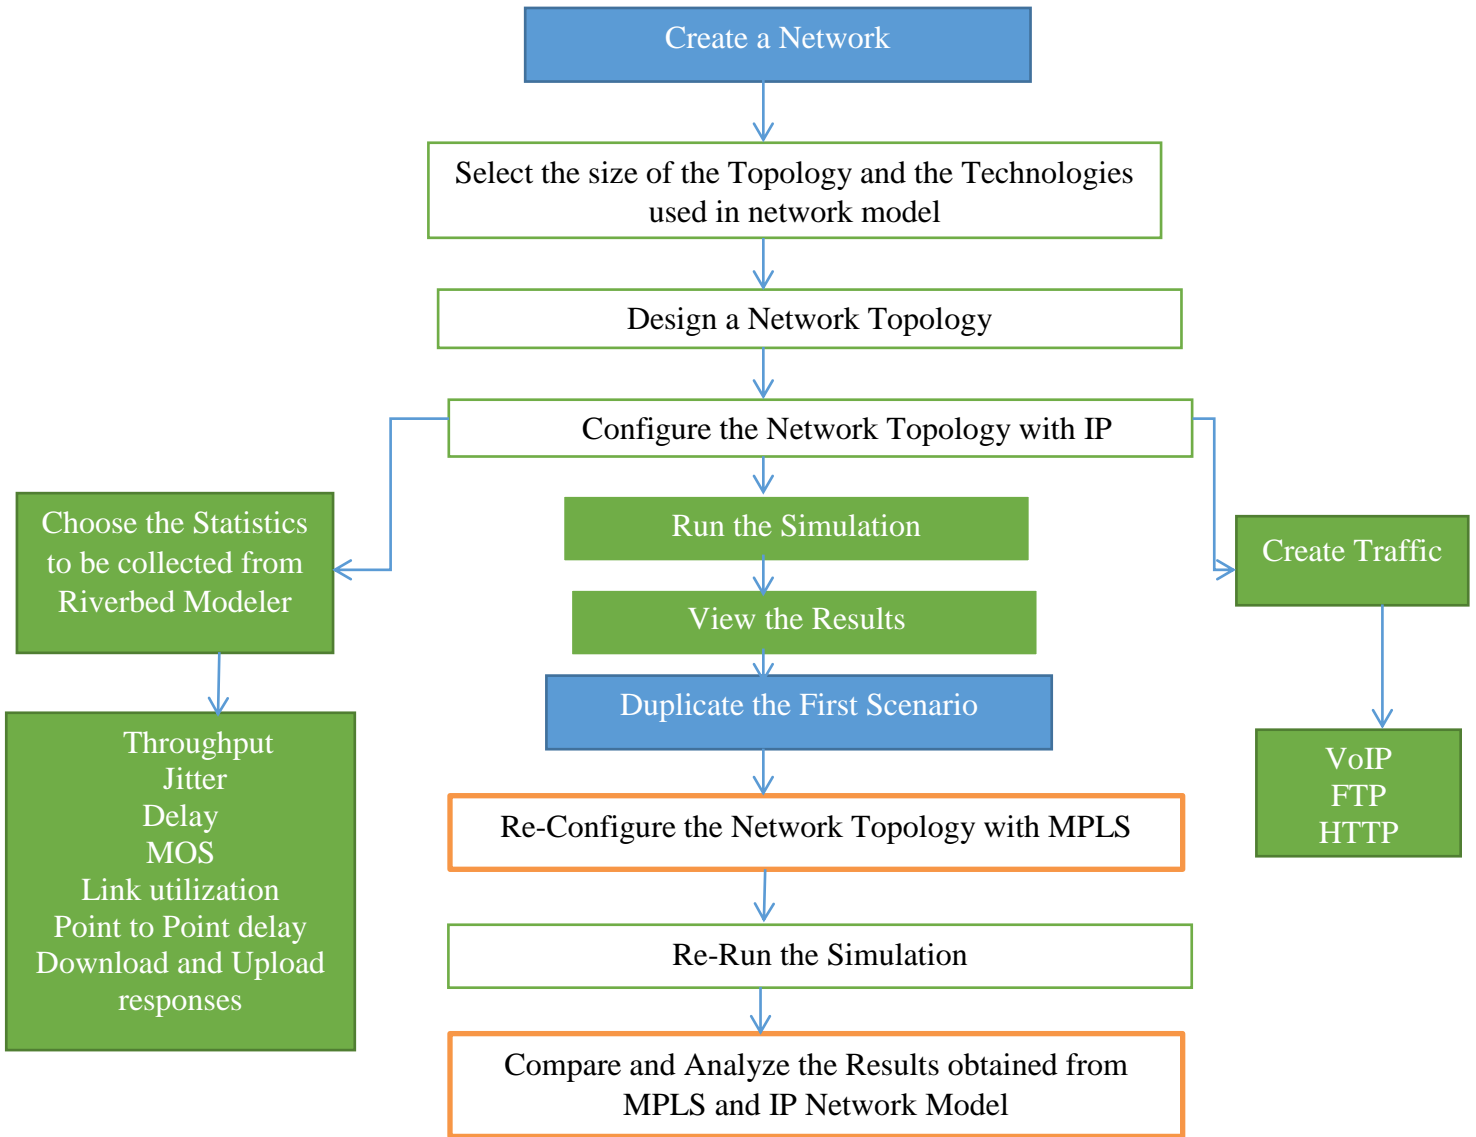 Create a Network
Select the size of the Topology and the Technologies
used in network model
Design a Network Topology
Configure the Network Topology with IP
Choose the Statistics
to be collected from
Riverbed Modeler
Run the Simulation
Create Traffic
View the Results
Duplicate the First Scenario
Throughput
Jitter
Delay
MOS
Link utilization
Point to Point delay
Download and Upload
responses
VoIP
FTP
HTTP
Re-Configure the Network Topology with MPLS
Re-Run the Simulation
Compare and Analyze the Results obtained from
MPLS and IP Network Model